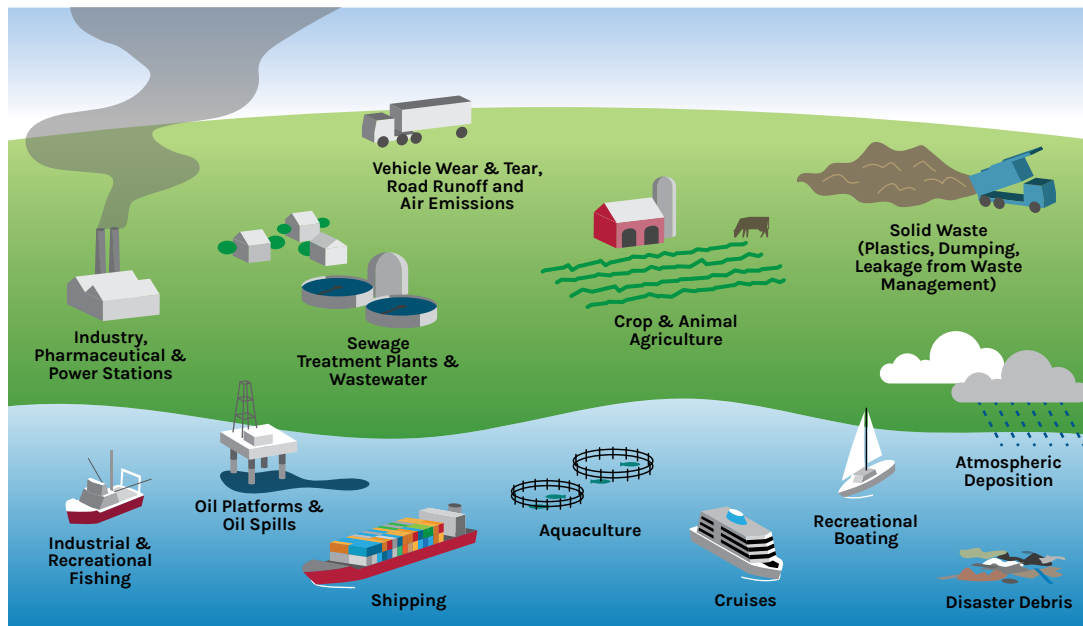 Vehicle Wear & Tear,
Road Runoff and
Air Emissions
Solid Waste
(Plastics, Dumping,
Leakage from Waste
Management)
Industry,
Pharmaceutical &
Power Stations
Sewage
Treatment Plants &
Wastewater
Crop & Animal
Agriculture
Atmospheric
Deposition
Oil Platforms &
Oil Spills
Industrial &
Recreational
Fishing
Shipping
Aquaculture
Cruises
Recreational
Boating
Disaster Debris